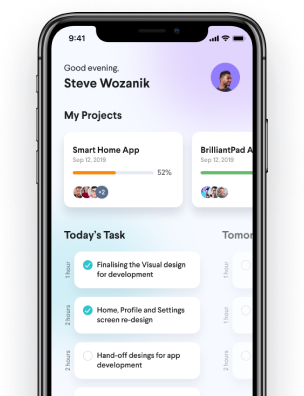 9:41
Good evening,
Steve Wozanik
My Projects
Smart Home App
Sep 12, 2019
52%
+2
BrilliantPad A
Sep 12, 2019
Today's Task
Tomor
1 hour
Finalising the Visual design
for development
1 hour
2 hours
Home, Profile and Settings
screen re-design
1 hour
2 hours
Hand-off desings for app
development
2 hours